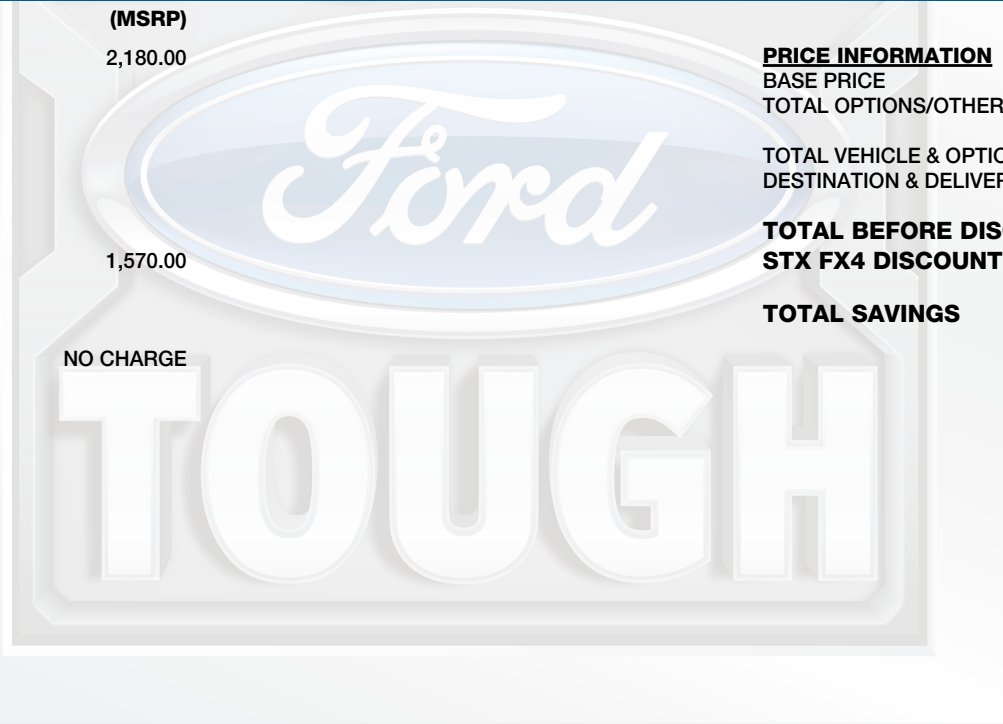 (MSRP)
2,180.00
1,570.00
NO CHARGE
PRICE INFORMATION
BASE PRICE
TOTAL OPTIONS/OTHER
TOTAL VEHICLE & OPTIO
DESTINATION & DELIVER
TOTAL BEFORE DIS
STX FX4 DISCOUNT
TOTAL SAVINGS
Ford
TOUGH